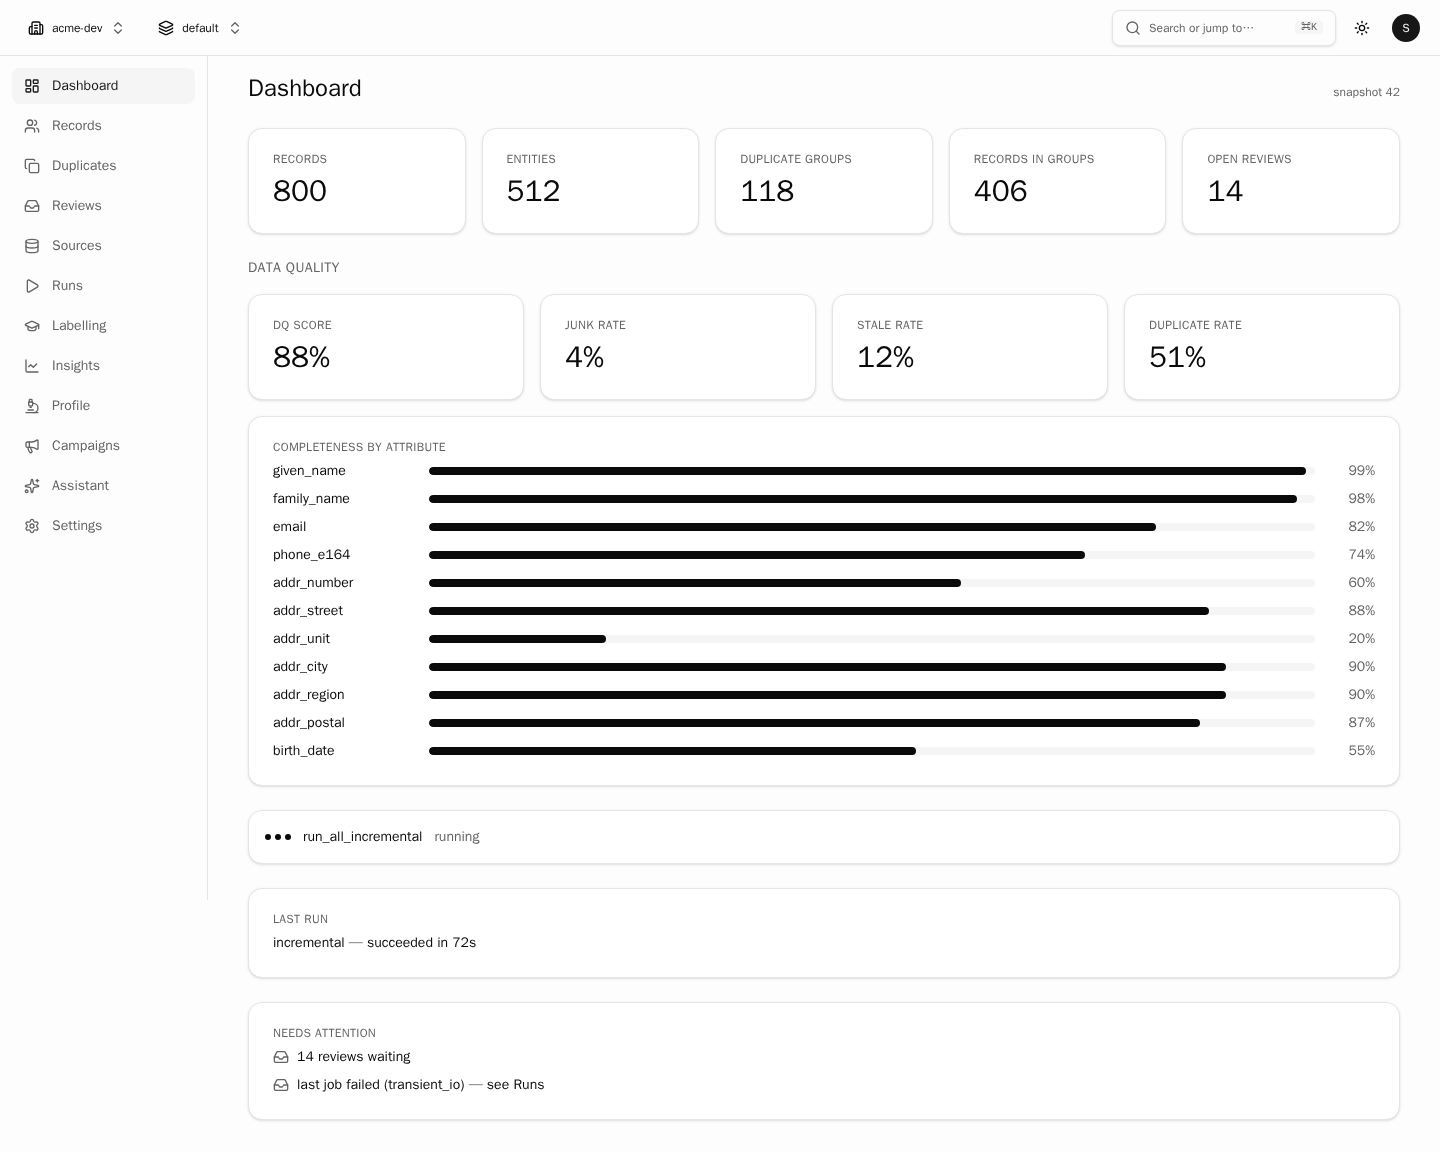 acme-dev default Search or jump to··· ⌘K S
Dashboard
Records
Duplicates
Reviews
Sources
Runs
Labelling
Insights
Profile
Campaigns
Assistant
Settings
Dashboard
snapshot 42
RECORDS
800
ENTITIES
512
DUPLICATE GROUPS
118
RECORDS IN GROUPS
406
OPEN REVIEWS
14
DATA QUALITY
DQ SCORE
88%
JUNK RATE
4%
STALE RATE
12%
DUPLICATE RATE
51%
COMPLETENESS BY ATTRIBUTE
given_name 99%
family_name 98%
email 82%
phone_e164 74%
addr_number 60%
addr_street 88%
addr_unit 20%
addr_city 90%
addr_region 90%
addr_postal 87%
birth_date 55%
run_all_incremental running
LAST RUN
incremental — succeeded in 72s
NEEDS ATTENTION
14 reviews waiting
last job failed (transient_io) — see Runs